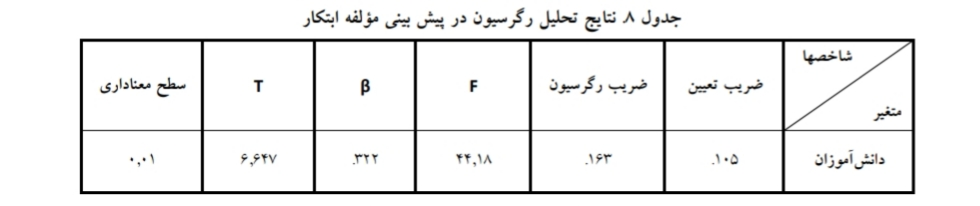 جدول ۸. نتایج تحلیل رگرسیون در پیش بینی مؤلفه ابتکار
شاخصها
متغیر
ضریب تعیین
ضریب رگرسیون
F
β
T
سطح معناداری
دانش‌آموزان
.۱۰۵
.۱۶۳
۴۴,۱۸
.۳۲۲
۶,۶۴۷
۰,۰۱